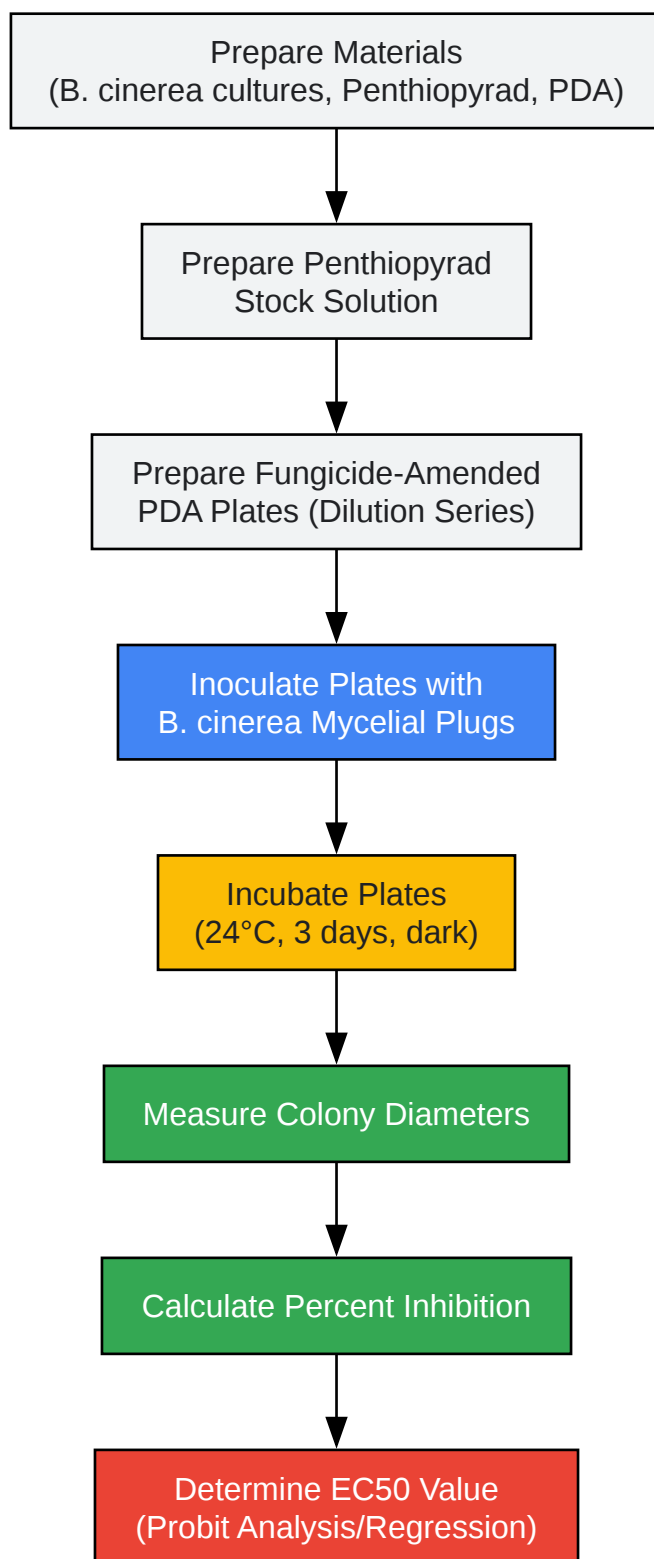 Prepare Materials
(B. cinerea cultures, Penthiopyrad, PDA)
Prepare Penthiopyrad
Stock Solution
Prepare Fungicide-Amended
PDA Plates (Dilution Series)
Inoculate Plates with
B. cinerea Mycelial Plugs
Incubate Plates
(24°C, 3 days, dark)
Measure Colony Diameters
Calculate Percent Inhibition
Determine EC50 Value
(Probit Analysis/Regression)